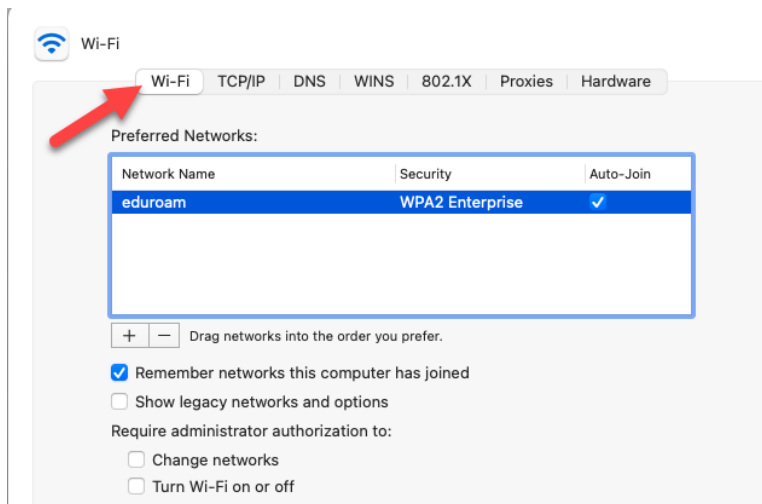 Wi-Fi
Wi-Fi TCP/IP DNS WINS 802.1X Proxies Hardware
Preferred Networks:
Network Name Security Auto-Join
eduroam WPA2 Enterprise
+ − Drag networks into the order you prefer.
Remember networks this computer has joined
Show legacy networks and options
Require administrator authorization to:
Change networks
Turn Wi-Fi on or off